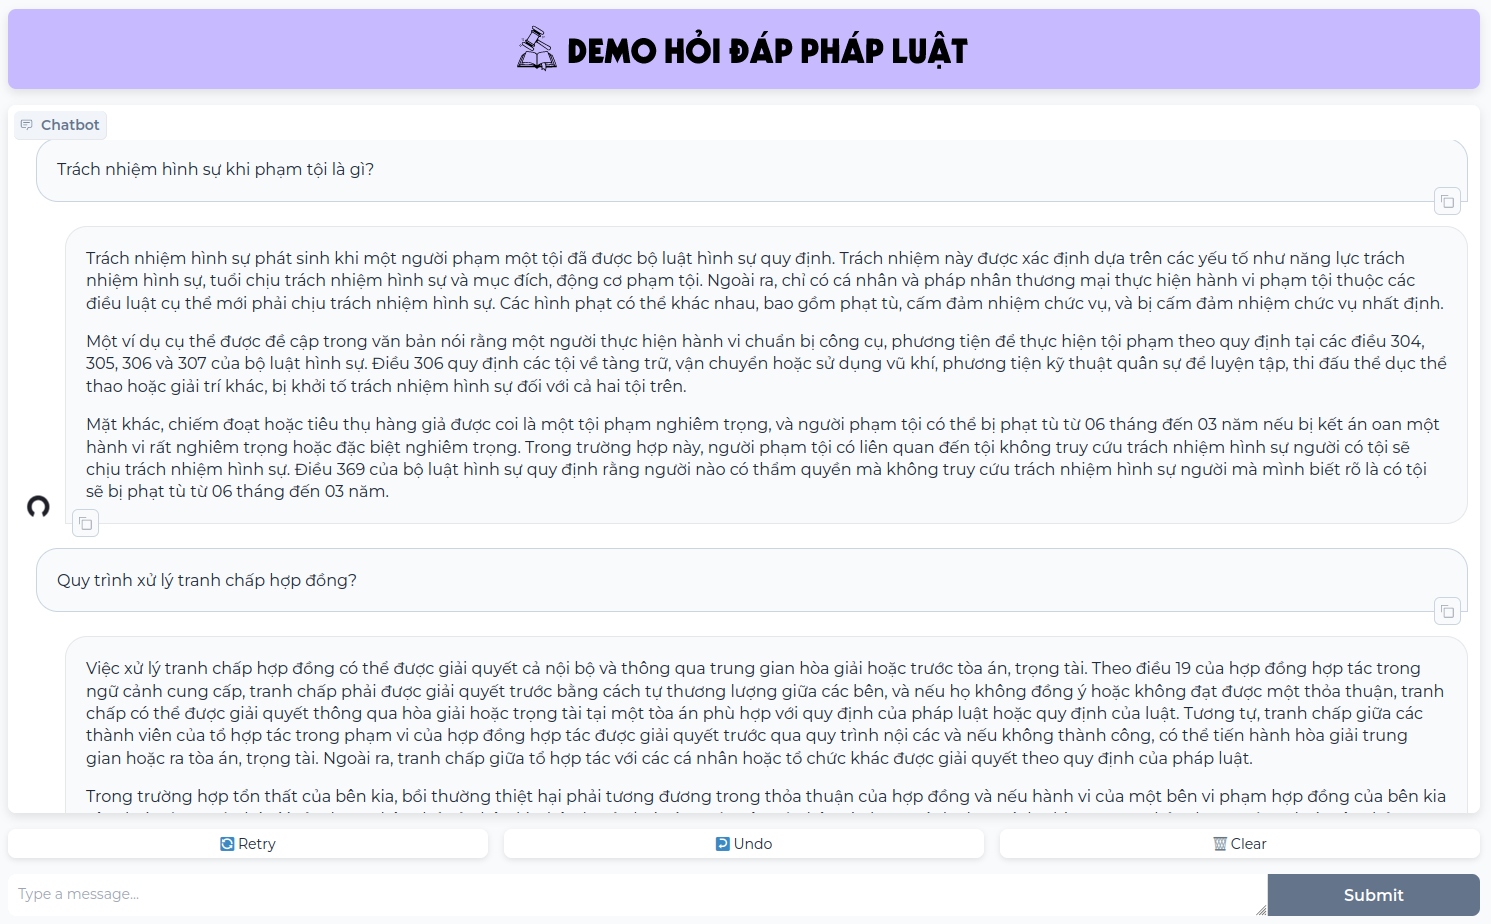 DEMO HỎI ĐÁP PHÁP LUẬT
Chatbot
Trách nhiệm hình sự khi phạm tội là gì?
Trách nhiệm hình sự phát sinh khi một người phạm một tội đã được bộ luật hình sự quy định. Trách nhiệm này được xác định dựa trên các yếu tố như năng lực trách
nhiệm hình sự, tuổi chịu trách nhiệm hình sự và mục đích, động cơ phạm tội. Ngoài ra, chỉ có cá nhân và pháp nhân thương mại thực hiện hành vi phạm tội thuộc các
điều luật cụ thể mới phải chịu trách nhiệm hình sự. Các hình phạt có thể khác nhau, bao gồm phạt tù, cấm đảm nhiệm chức vụ, và bị cấm đảm nhiệm chức vụ nhất định.
Một ví dụ cụ thể được đề cập trong văn bản nói rằng một người thực hiện hành vi chuẩn bị công cụ, phương tiện để thực hiện tội phạm theo quy định tại các điều 304,
305, 306 và 307 của bộ luật hình sự. Điều 306 quy định các tội về tàng trữ, vận chuyển hoặc sử dụng vũ khí, phương tiện kỹ thuật quân sự để luyện tập, thi đấu thể dục thể
thao hoặc giải trí khác, bị khởi tố trách nhiệm hình sự đối với cả hai tội trên.
Mặt khác, chiếm đoạt hoặc tiêu thụ hàng giả được coi là một tội phạm nghiêm trọng, và người phạm tội có thể bị phạt tù từ 06 tháng đến 03 năm nếu bị kết án oan một
hành vi rất nghiêm trọng hoặc đặc biệt nghiêm trọng. Trong trường hợp này, người phạm tội có liên quan đến tội không truy cứu trách nhiệm hình sự người có tội sẽ
chịu trách nhiệm hình sự. Điều 369 của bộ luật hình sự quy định rằng người nào có thẩm quyền mà không truy cứu trách nhiệm hình sự người mà mình biết rõ là có tội
sẽ bị phạt tù từ 06 tháng đến 03 năm.
Quy trình xử lý tranh chấp hợp đồng?
Việc xử lý tranh chấp hợp đồng có thể được giải quyết cả nội bộ và thông qua trung gian hòa giải hoặc trước tòa án, trọng tài. Theo điều 19 của hợp đồng hợp tác trong
ngữ cảnh cung cấp, tranh chấp phải được giải quyết trước bằng cách tự thương lượng giữa các bên, và nếu họ không đồng ý hoặc không đạt được một thỏa thuận, tranh
chấp có thể được giải quyết thông qua hòa giải hoặc trọng tài tại một tòa án phù hợp với quy định của pháp luật hoặc quy định của luật. Tương tự, tranh chấp giữa các
thành viên của tổ hợp tác trong phạm vi của hợp đồng hợp tác được giải quyết trước qua quy trình nội các và nếu không thành công, có thể tiến hành hòa giải trung
gian hoặc ra tòa án, trọng tài. Ngoài ra, tranh chấp giữa tổ hợp tác với các cá nhân hoặc tổ chức khác được giải quyết theo quy định của pháp luật.
Trong trường hợp tổn thất của bên kia, bồi thường thiệt hại phải tương đương trong thỏa thuận của hợp đồng và nếu hành vi của một bên vi phạm hợp đồng của bên kia
Retry
Undo
Clear
Type a message...
Submit